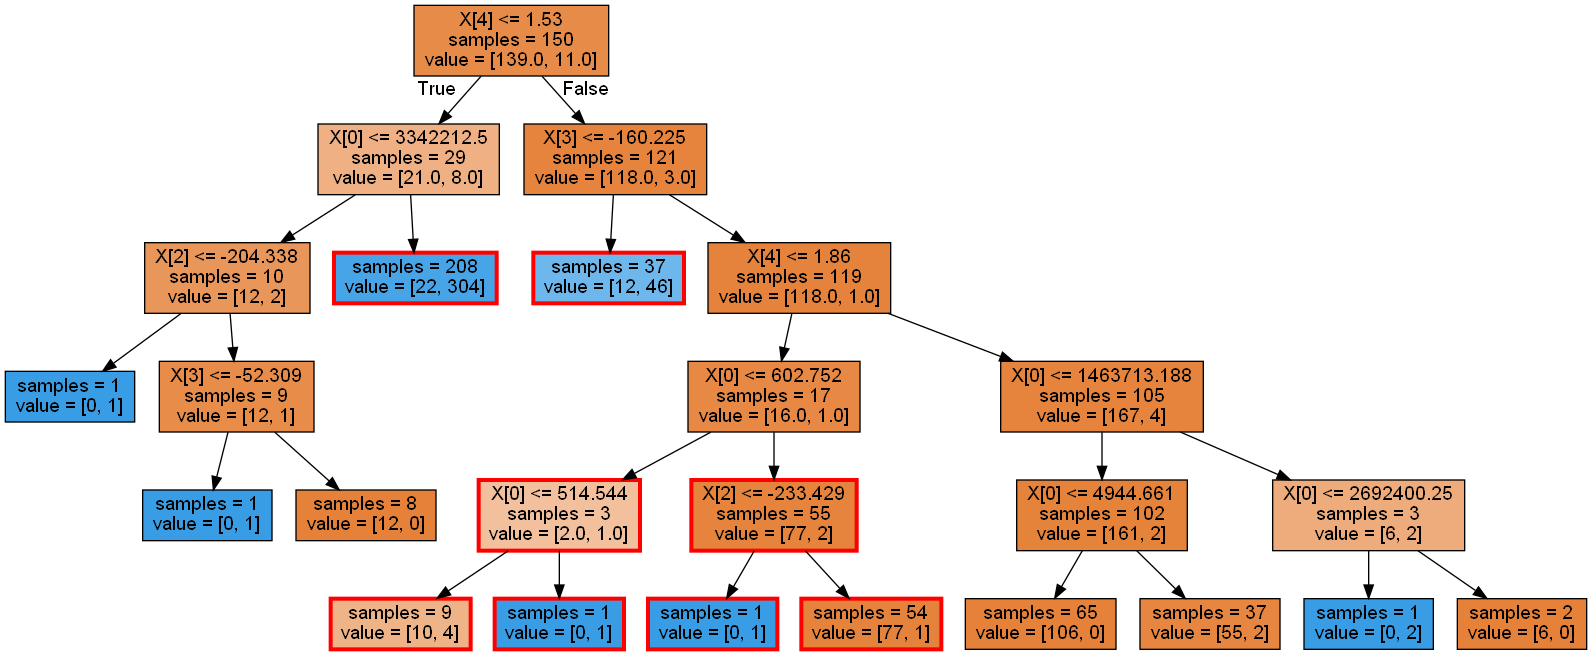 X[4] <= 1.53
samples = 150
value = [139.0, 11.0]
True
False
X[0] <= 3342212.5
samples = 29
value = [21.0, 8.0]
X[3] <= -160.225
samples = 121
value = [118.0, 3.0]
X[2] <= -204.338
samples = 10
value = [12, 2]
samples = 208
value = [22, 304]
samples = 37
value = [12, 46]
X[4] <= 1.86
samples = 119
value = [118.0, 1.0]
samples = 1
value = [0, 1]
X[3] <= -52.309
samples = 9
value = [12, 1]
X[0] <= 602.752
samples = 17
value = [16.0, 1.0]
X[0] <= 1463713.188
samples = 105
value = [167, 4]
samples = 1
value = [0, 1]
samples = 8
value = [12, 0]
X[0] <= 514.544
samples = 3
value = [2.0, 1.0]
X[2] <= -233.429
samples = 55
value = [77, 2]
X[0] <= 4944.661
samples = 102
value = [161, 2]
X[0] <= 2692400.25
samples = 3
value = [6, 2]
samples = 9
value = [10, 4]
samples = 1
value = [0, 1]
samples = 1
value = [0, 1]
samples = 54
value = [77, 1]
samples = 65
value = [106, 0]
samples = 37
value = [55, 2]
samples = 1
value = [0, 2]
samples = 2
value = [6, 0]